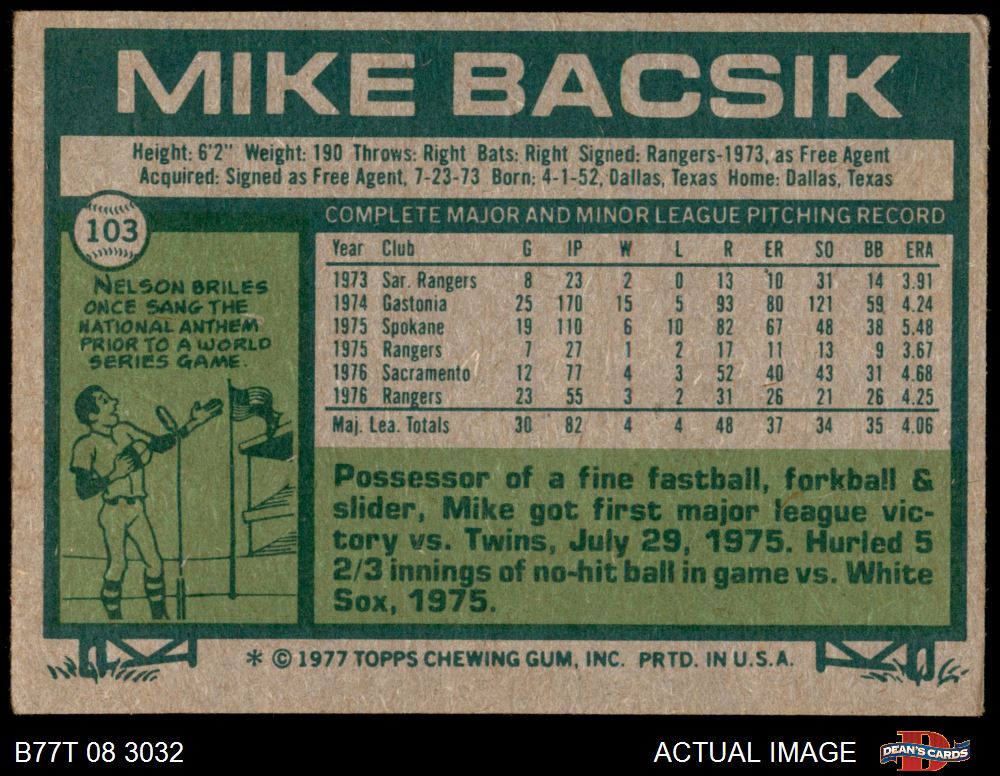 MIKE BACSIK
Height: 6'2" Weight: 190 Throws: Right Bats: Right Signed: Rangers-1973, as Free Agent
Acquired: Signed as Free Agent, 7-23-73 Born: 4-1-52, Dallas, Texas Home: Dallas, Texas
103
NELSON BRILES
ONCE SANG THE
NATIONAL ANTHEM
PRIOR TO A WORLD
SERIES GAME.
COMPLETE MAJOR AND MINOR LEAGUE PITCHING RECORD
Year Club G IP W L R ER SO BB ERA
1973 Sar. Rangers 8 23 2 0 13 10 31 14 3.91
1974 Gastonia 25 170 15 5 93 80 121 59 4.24
1975 Spokane 19 110 6 10 82 67 48 38 5.48
1975 Rangers 7 27 1 2 17 11 13 9 3.67
1976 Sacramento 12 77 4 3 52 40 43 31 4.68
1976 Rangers 23 55 3 2 31 26 21 26 4.25
Maj. Lea. Totals 30 82 4 4 48 37 34 35 4.06
Possessor of a fine fastball, forkball &
slider, Mike got first major league vic-
tory vs. Twins, July 29, 1975. Hurled 5
2/3 innings of no-hit ball in game vs. White
Sox, 1975.
* © 1977 TOPPS CHEWING GUM, INC. PRTD. IN U.S.A.
B77T 08 3032
ACTUAL IMAGE
D
DEAN'S CARDS